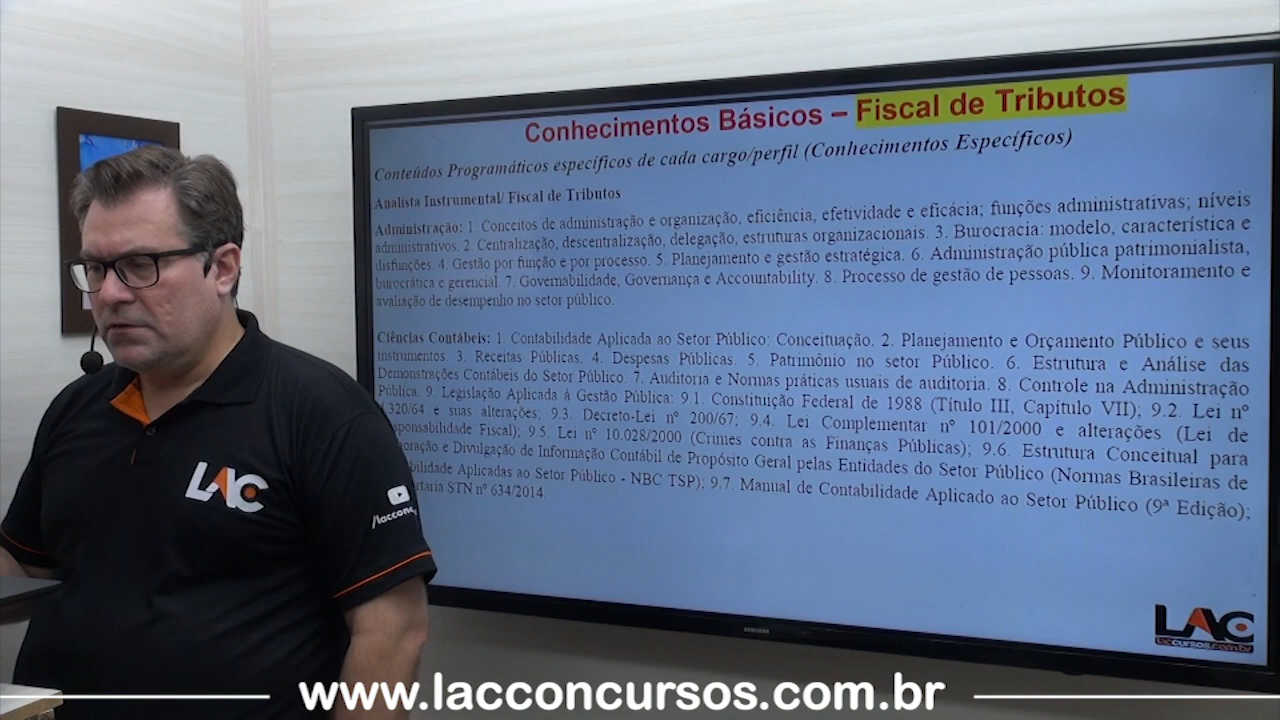 Conhecimentos Básicos – Fiscal de Tributos
Conteúdos Programáticos específicos de cada cargo/perfil (Conhecimentos Específicos)
Analista Instrumental/ Fiscal de Tributos
Administração: 1. Conceitos de administração e organização, eficiência, efetividade e eficácia; funções administrativas; níveis
administrativos. 2. Centralização, descentralização, delegação, estruturas organizacionais. 3. Burocracia: modelo, característica e
disfunções. 4. Gestão por função e por processo. 5. Planejamento e gestão estratégica. 6. Administração pública patrimonialista,
burocrática e gerencial. 7. Governabilidade, Governança e Accountability. 8. Processo de gestão de pessoas. 9. Monitoramento e
avaliação de desempenho no setor público.
Ciências Contábeis: 1. Contabilidade Aplicada ao Setor Público: Conceituação. 2. Planejamento e Orçamento Público e seus
instrumentos. 3. Receitas Públicas. 4. Despesas Públicas. 5. Patrimônio no setor Público. 6. Estrutura e Análise das
Demonstrações Contábeis do Setor Público. 7. Auditoria e Normas práticas usuais de auditoria. 8. Controle na Administração
Pública. 9. Legislação Aplicada à Gestão Pública: 9.1. Constituição Federal de 1988 (Título III, Capítulo VII); 9.2. Lei nº
4.320/64 e suas alterações; 9.3. Decreto-Lei nº 200/67; 9.4. Lei Complementar nº 101/2000 e alterações (Lei de
sponsabilidade Fiscal); 9.5. Lei nº 10.028/2000 (Crimes contra as Finanças Públicas); 9.6. Estrutura Conceitual para
oração e Divulgação de Informação Contábil de Propósito Geral pelas Entidades do Setor Público (Normas Brasileiras de
bilidade Aplicadas ao Setor Público - NBC TSP); 9.7. Manual de Contabilidade Aplicado ao Setor Público (9ª Edição);
rtaria STN nº 634/2014.
LAC
/lacconc
SAMSUNG
LAC
laccursos.com.br
www.lacconcursos.com.br